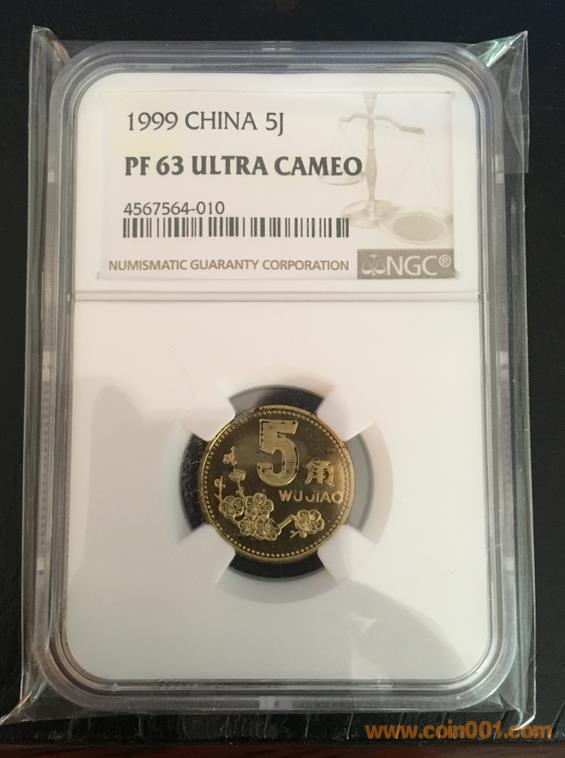 1999 CHINA 5J
PF 63 ULTRA CAMEO
4567564-010
NUMISMATIC GUARANTY CORPORATION NGC®
5角
WU JIAO
www.coin001.com